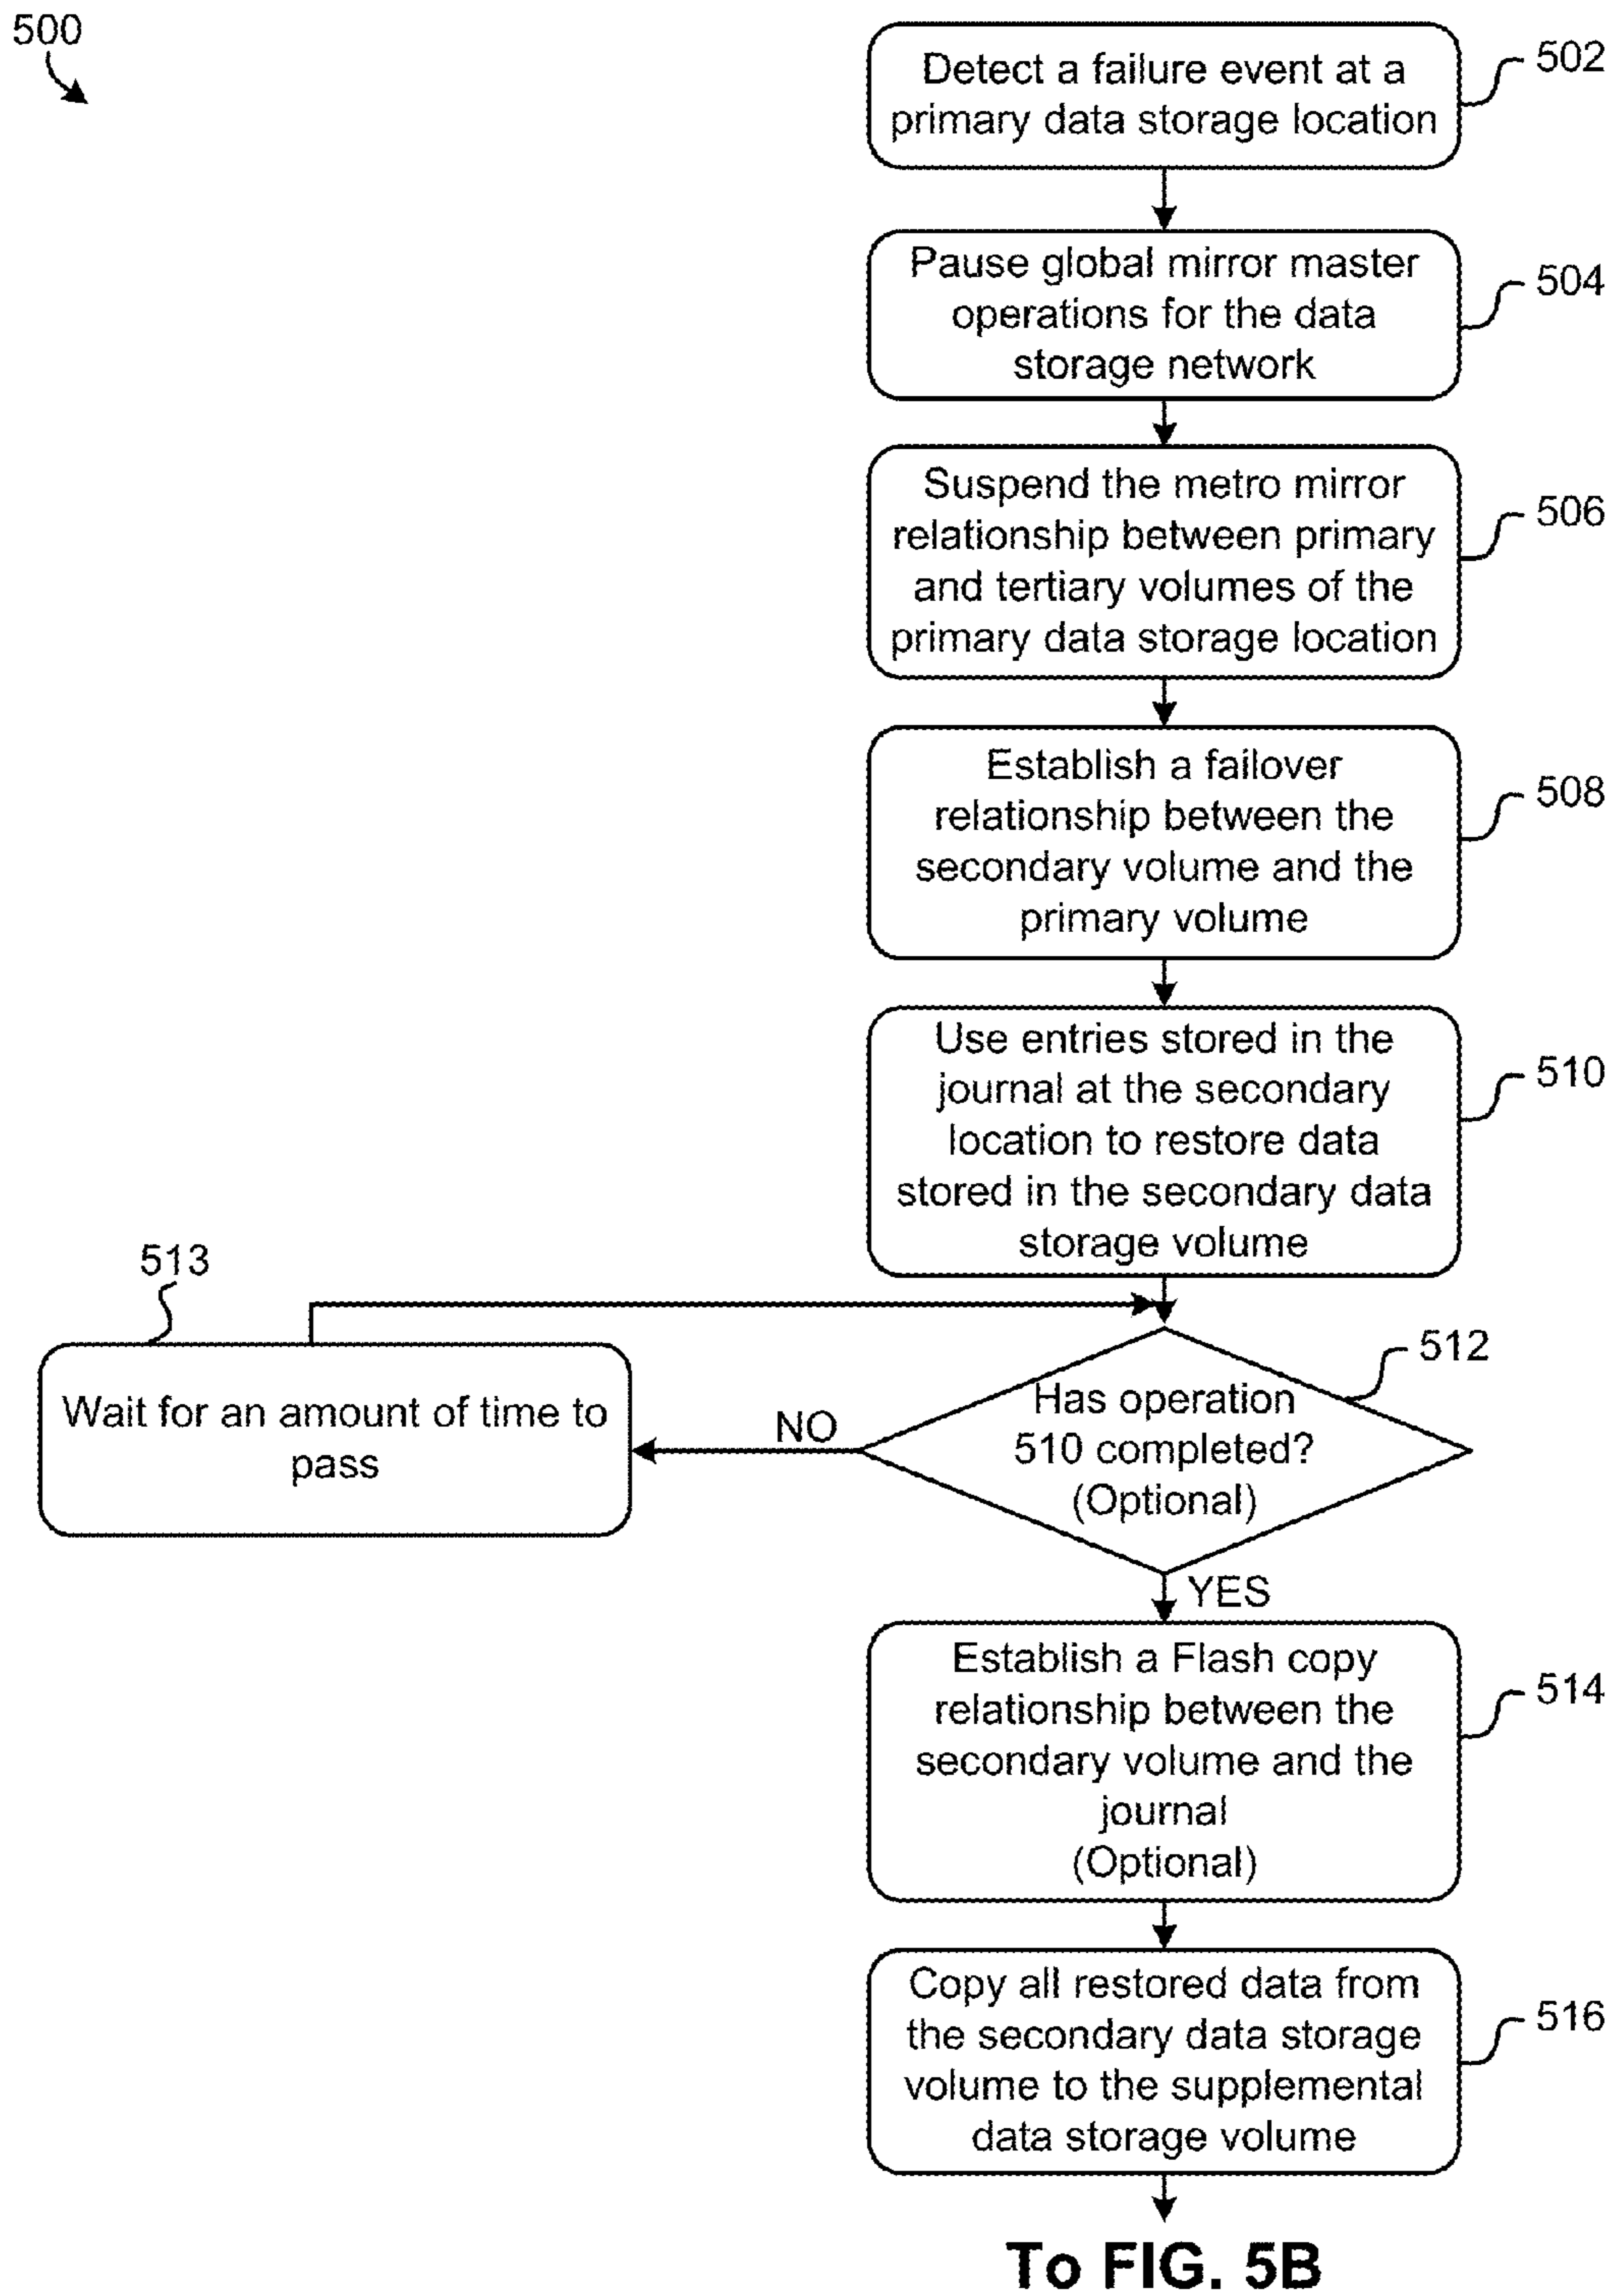 500
Detect a failure event at a
primary data storage location
502
Pause global mirror master
operations for the data
storage network
504
Suspend the metro mirror
relationship between primary
and tertiary volumes of the
primary data storage location
506
Establish a failover
relationship between the
secondary volume and the
primary volume
508
Use entries stored in the
journal at the secondary
location to restore data
stored in the secondary data
storage volume
510
513
Wait for an amount of time to
pass
NO
Has operation
510 completed?
(Optional)
512
YES
Establish a Flash copy
relationship between the
secondary volume and the
journal
(Optional)
514
Copy all restored data from
the secondary data storage
volume to the supplemental
data storage volume
516
To FIG. 5B